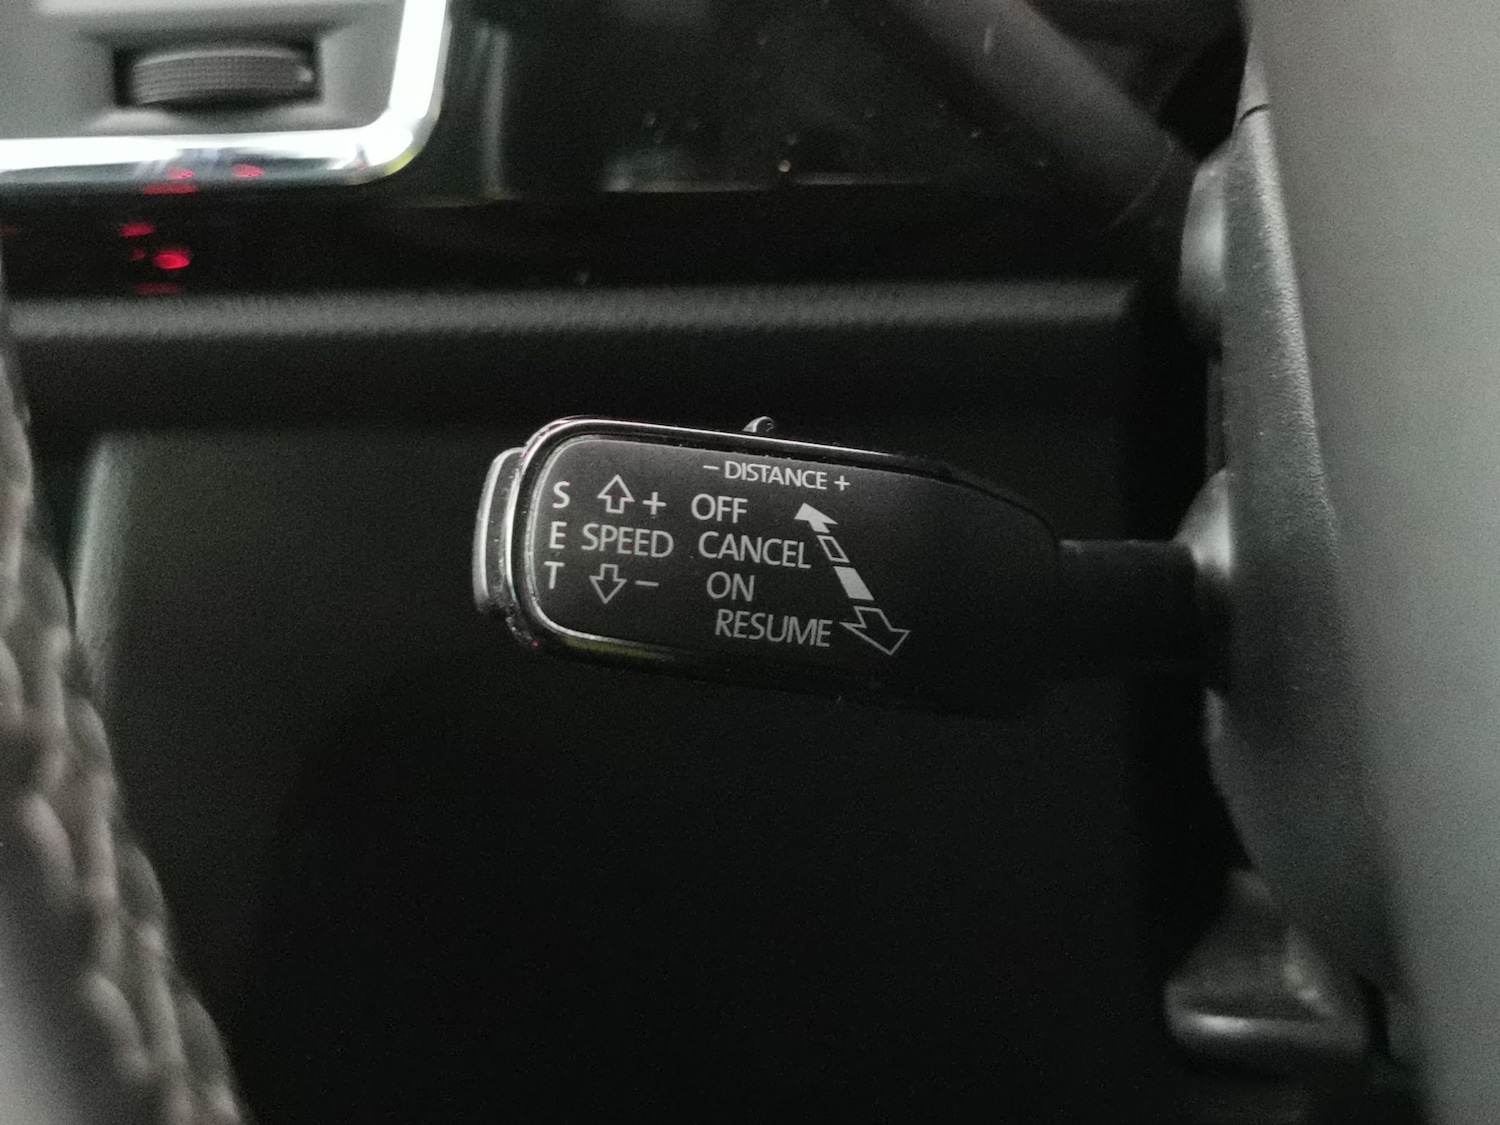 - DISTANCE +
S + OFF
E SPEED CANCEL
T - ON
RESUME